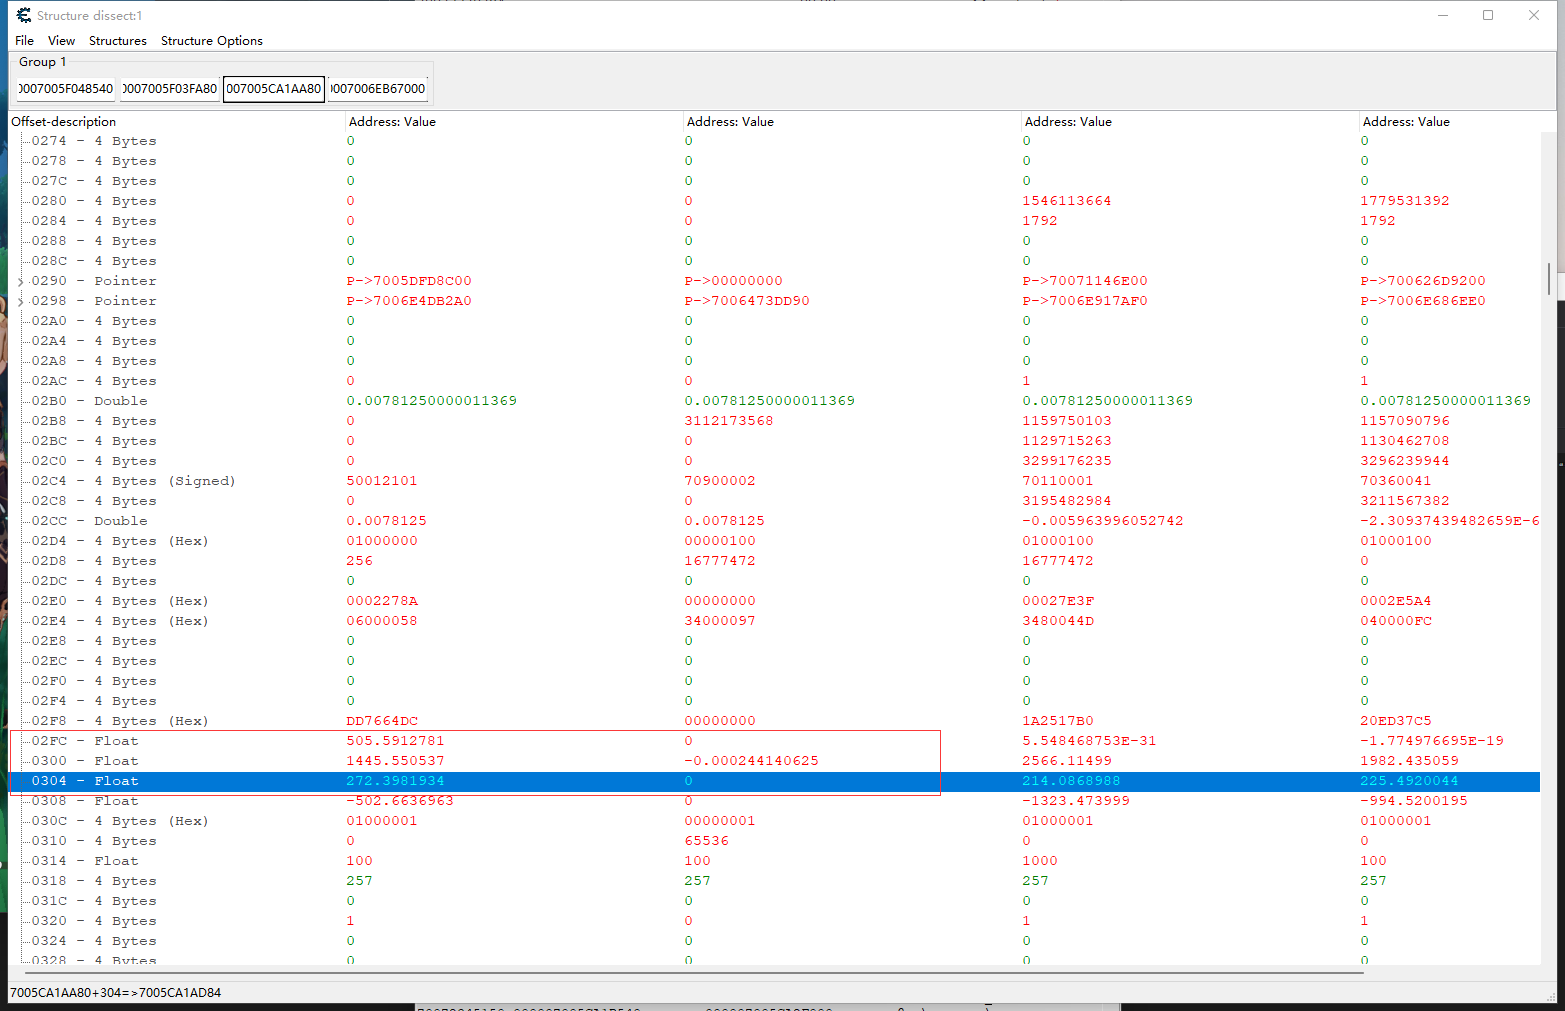 Structure dissect:1
File View Structures Structure Options
Group 1
0007005F048540 0007005F03FA80 007005CA1AA80 0007006EB67000
Offset-description Address: Value Address: Value Address: Value Address: Value
0274 - 4 Bytes 0 0 0 0
0278 - 4 Bytes 0 0 0 0
027C - 4 Bytes 0 0 0 0
0280 - 4 Bytes 0 0 1546113664 1779531392
0284 - 4 Bytes 0 0 1792 1792
0288 - 4 Bytes 0 0 0 0
028C - 4 Bytes 0 0 0 0
0290 - Pointer P->7005DFD8C00 P->00000000 P->70071146E00 P->700626D9200
0298 - Pointer P->7006E4DB2A0 P->7006473DD90 P->7006E917AF0 P->7006E686EE0
02A0 - 4 Bytes 0 0 0 0
02A4 - 4 Bytes 0 0 0 0
02A8 - 4 Bytes 0 0 0 0
02AC - 4 Bytes 0 0 1 1
02B0 - Double 0.00781250000011369 0.00781250000011369 0.00781250000011369 0.00781250000011369
02B8 - 4 Bytes 0 3112173568 1159750103 1157090796
02BC - 4 Bytes 0 0 1129715263 1130462708
02C0 - 4 Bytes 0 0 3299176235 3296239944
02C4 - 4 Bytes (Signed) 50012101 70900002 70110001 70360041
02C8 - 4 Bytes 0 0 3195482984 3211567382
02CC - Double 0.0078125 0.0078125 -0.005963996052742 -2.30937439482659E-6
02D4 - 4 Bytes (Hex) 01000000 00000100 01000100 01000100
02D8 - 4 Bytes 256 16777472 16777472 0
02DC - 4 Bytes 0 0 0 0
02E0 - 4 Bytes (Hex) 0002278A 00000000 00027E3F 0002E5A4
02E4 - 4 Bytes (Hex) 06000058 34000097 3480044D 040000FC
02E8 - 4 Bytes 0 0 0 0
02EC - 4 Bytes 0 0 0 0
02F0 - 4 Bytes 0 0 0 0
02F4 - 4 Bytes 0 0 0 0
02F8 - 4 Bytes (Hex) DD7664DC 00000000 1A2517B0 20ED37C5
02FC - Float 505.5912781 0 5.548468753E-31 -1.774976695E-19
0300 - Float 1445.550537 -0.000244140625 2566.11499 1982.435059
0304 - Float 272.3981934 0 214.0868988 225.4920044
0308 - Float -502.6636963 0 -1323.473999 -994.5200195
030C - 4 Bytes (Hex) 01000001 00000001 01000001 01000001
0310 - 4 Bytes 0 65536 0 0
0314 - Float 100 100 1000 100
0318 - 4 Bytes 257 257 257 257
031C - 4 Bytes 0 0 0 0
0320 - 4 Bytes 1 0 1 1
0324 - 4 Bytes 0 0 0 0
0328 - 4 Bytes 0 0 0 0
7005CA1AA80+304=>7005CA1AD84